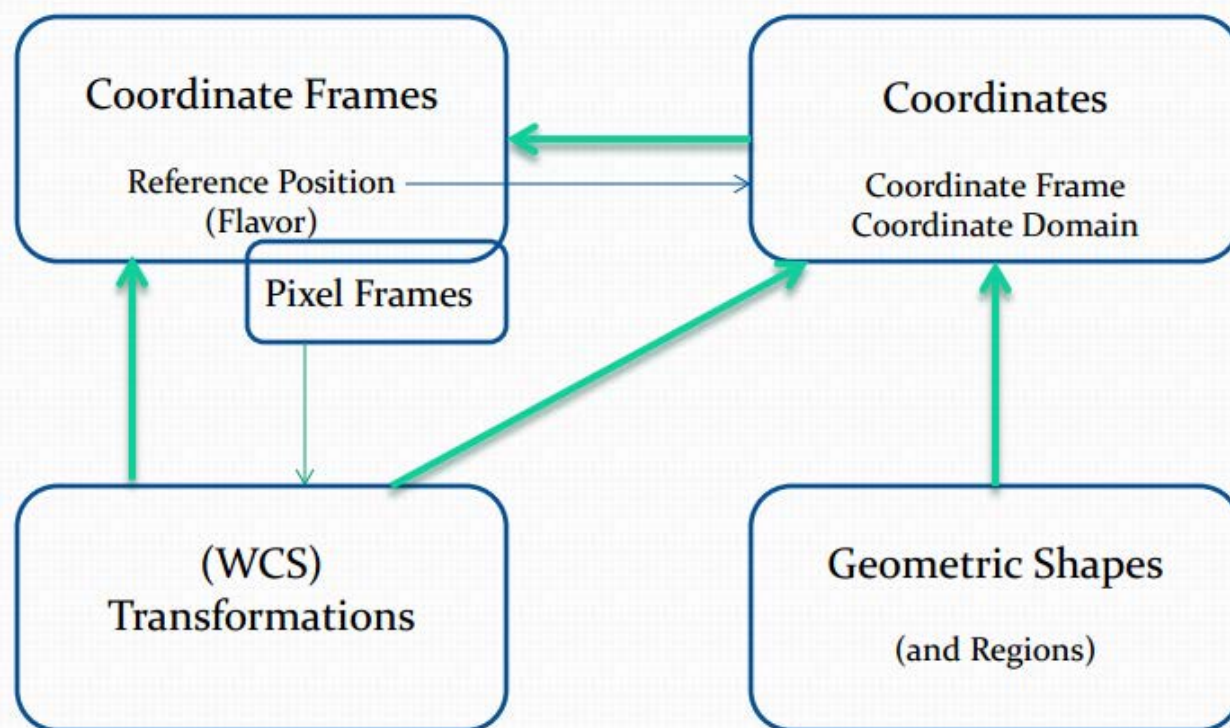 Coordinate Frames
Reference Position
(Flavor)
Pixel Frames
Coordinates
Coordinate Frame
Coordinate Domain
(WCS)
Transformations
Geometric Shapes
(and Regions)